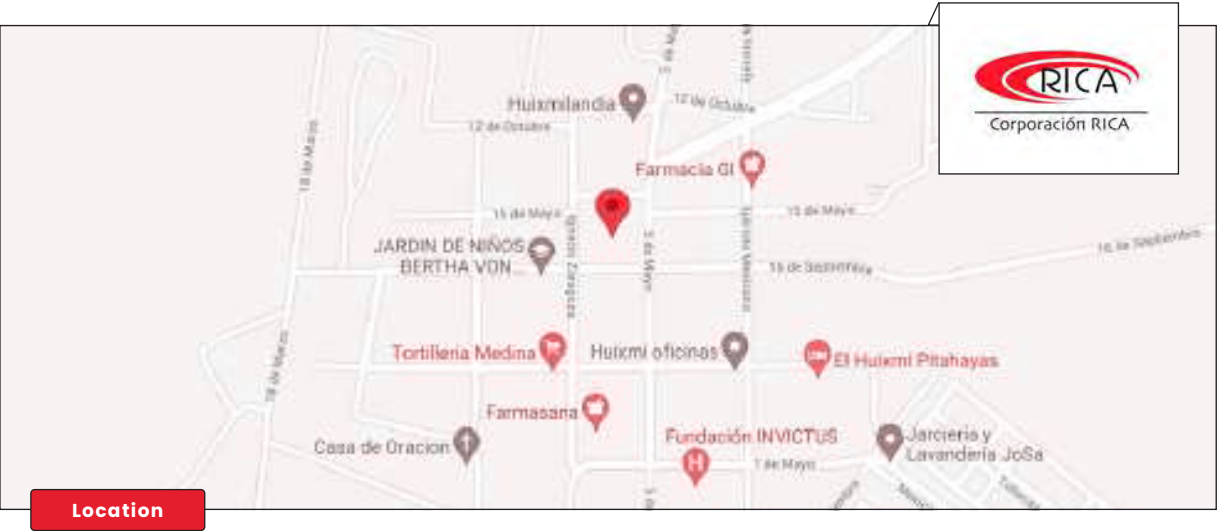 RICA
Corporación RICA
Huixmilandia
12 de Octubre
12 de Octubre
18 de Marzo
Farmacia GI
15 de Mayo
15 de Mayo
JARDIN DE NIÑOS
BERTHA VON...
Ignacio Zaragoza
5 de Mayo
16 de Septiembre
16 de Septiembre
18 de Marzo
Tortilleria Medina
Huixmi oficinas
El Huixmi Pitahayas
Farmasana
Casa de Oracion
Fundación INVICTUS
1 de Mayo
Jarcieria y
Lavandería JoSa
Location